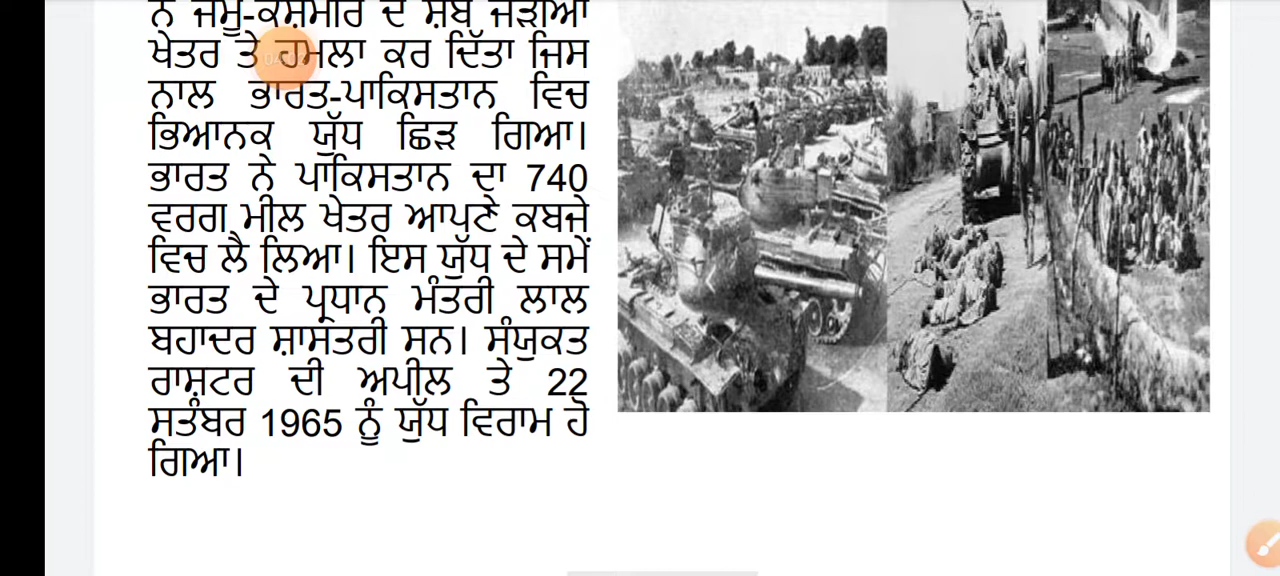 ਨੇ ਜੰਮੂ-ਕਸ਼ਮੀਰ ਦੇ
ਖੇਤਰ ਤੇ ਹਮਲਾ ਕਰ ਦਿੱਤਾ ਜਿਸ
ਨਾਲ ਭਾਰਤ-ਪਾਕਿਸਤਾਨ ਵਿਚ
ਭਿਆਨਕ ਯੁੱਧ ਛਿੜ ਗਿਆ।
ਭਾਰਤ ਨੇ ਪਾਕਿਸਤਾਨ ਦਾ 740
ਵਰਗ ਮੀਲ ਖੇਤਰ ਆਪਣੇ ਕਬਜੇ
ਵਿਚ ਲੈ ਲਿਆ। ਇਸ ਯੁੱਧ ਦੇ ਸਮੇਂ
ਭਾਰਤ ਦੇ ਪ੍ਰਧਾਨ ਮੰਤਰੀ ਲਾਲ
ਬਹਾਦਰ ਸ਼ਾਸਤਰੀ ਸਨ। ਸੰਯੁਕਤ
ਰਾਸ਼ਟਰ ਦੀ ਅਪੀਲ ਤੇ 22
ਸਤੰਬਰ 1965 ਨੂੰ ਯੁੱਧ ਵਿਰਾਮ ਹੋ
ਗਿਆ।